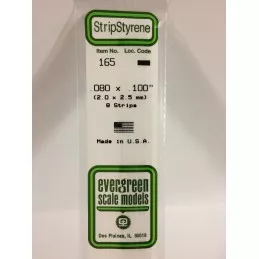 StripStyrene
Item No. Loc. Code
165
.080 x .100"
(2.0 x 2.5 mm)
8 Strips
Made in U.S.A.
evergreen
scale models
Des Plaines, IL 60018